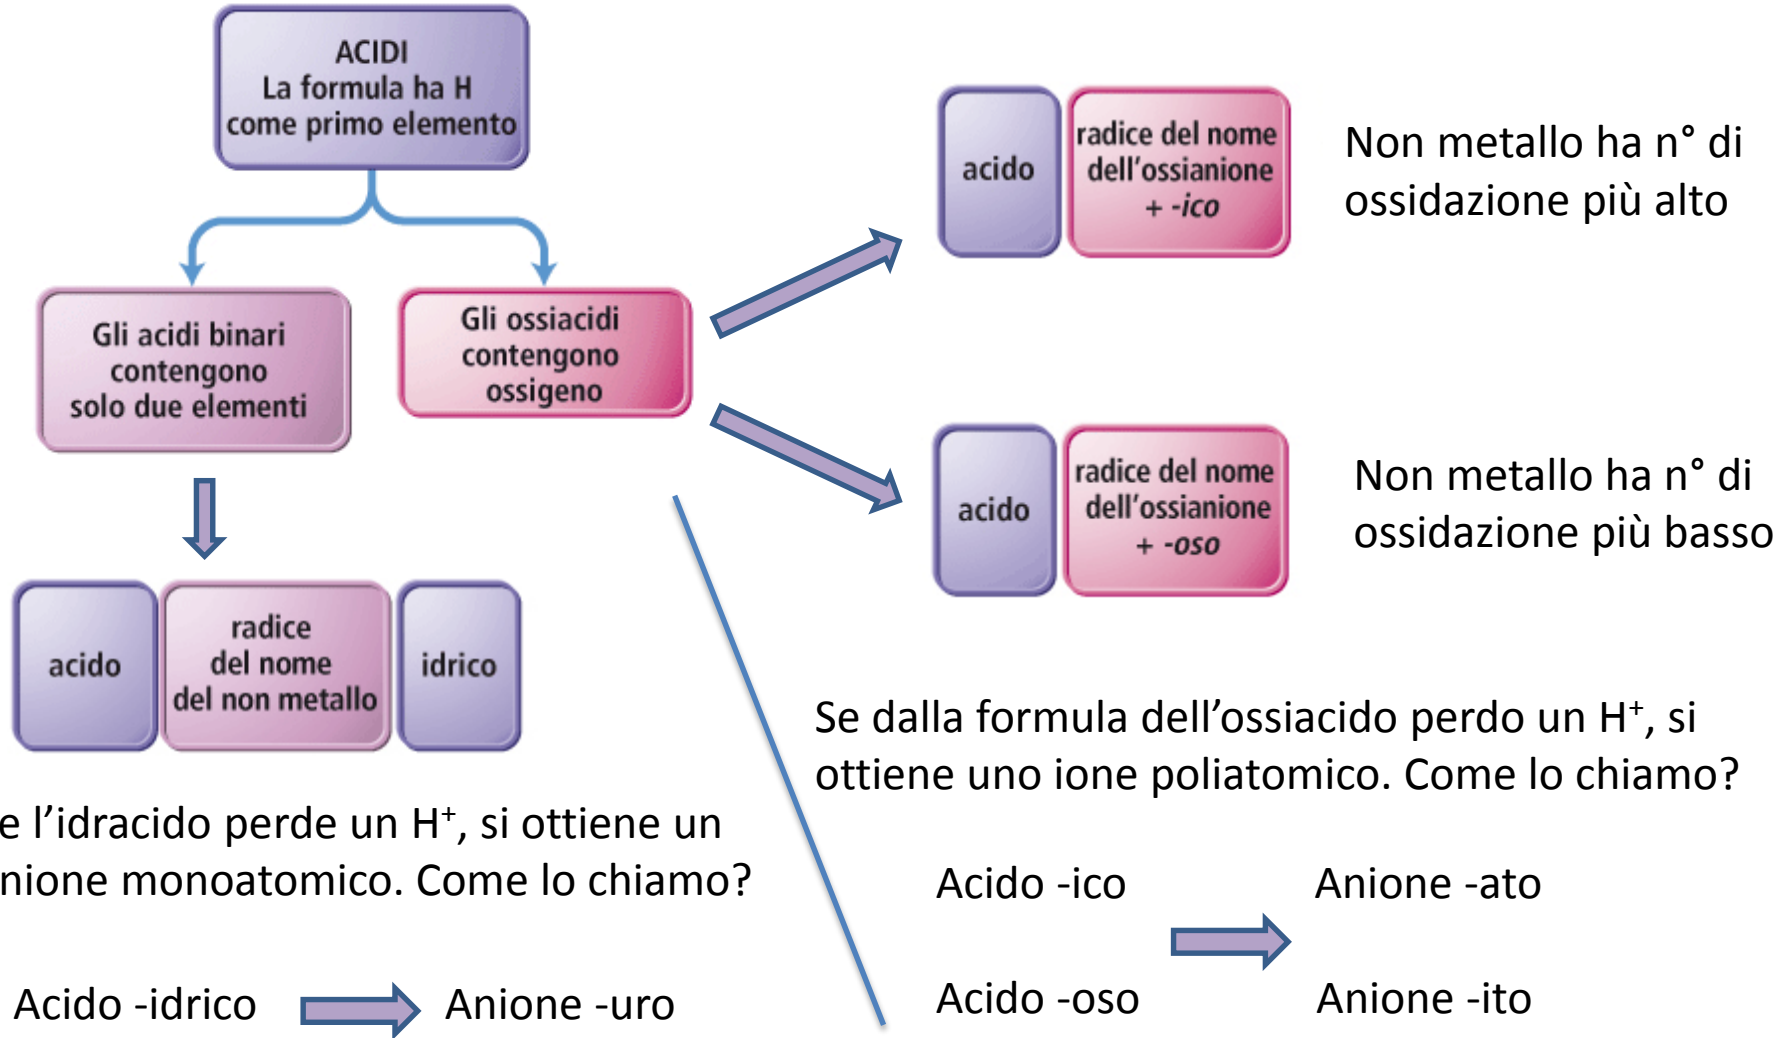 ACIDI
La formula ha H
come primo elemento
Gli acidi binari
contengono
solo due elementi
Gli ossiacidi
contengono
ossigeno
acido
radice del nome
dell'ossianione
+ -ico
Non metallo ha n° di
ossidazione più alto
acido
radice del nome
dell'ossianione
+ -oso
Non metallo ha n° di
ossidazione più basso
acido
radice
del nome
del non metallo
idrico
e l'idracido perde un H⁺, si ottiene un
nione monoatomico. Come lo chiamo?
Acido -idrico
Anione -uro
Se dalla formula dell'ossiacido perdo un H⁺, si
ottiene uno ione poliatomico. Come lo chiamo?
Acido -ico
Anione -ato
Acido -oso
Anione -ito